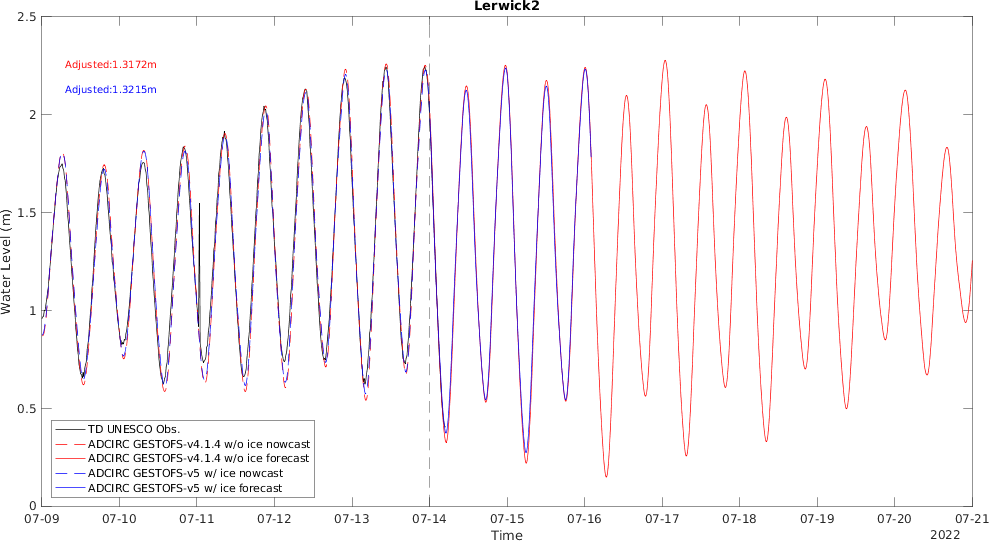 Lerwick2
2.5
2
1.5
1
0.5
0
Water Level (m)
Adjusted:1.3172m
Adjusted:1.3215m
TD UNESCO Obs.
ADCIRC GESTOFS-v4.1.4 w/o ice nowcast
ADCIRC GESTOFS-v4.1.4 w/o ice forecast
ADCIRC GESTOFS-v5 w/ ice nowcast
ADCIRC GESTOFS-v5 w/ ice forecast
07-09 07-10 07-11 07-12 07-13 07-14 07-15 07-16 07-17 07-18 07-19 07-20 07-21
Time
2022